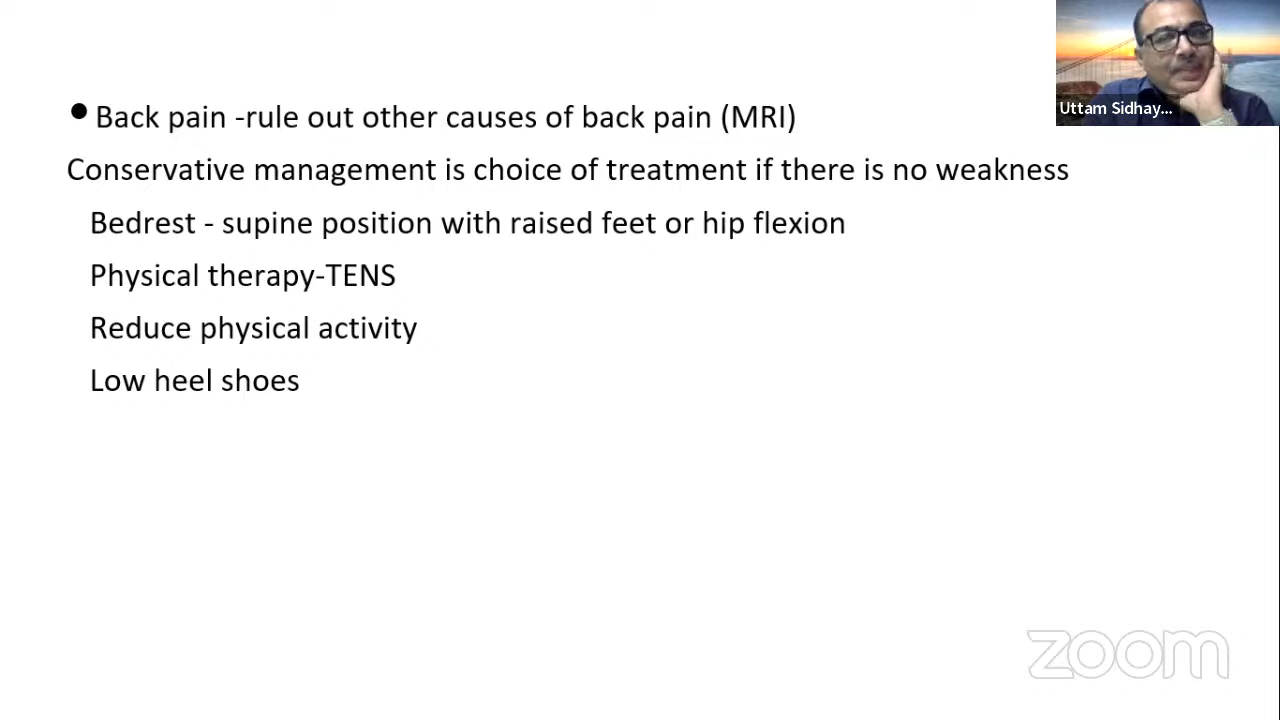 Uttam Sidhay...
● Back pain -rule out other causes of back pain (MRI)
Conservative management is choice of treatment if there is no weakness
Bedrest - supine position with raised feet or hip flexion
Physical therapy-TENS
Reduce physical activity
Low heel shoes
zoom